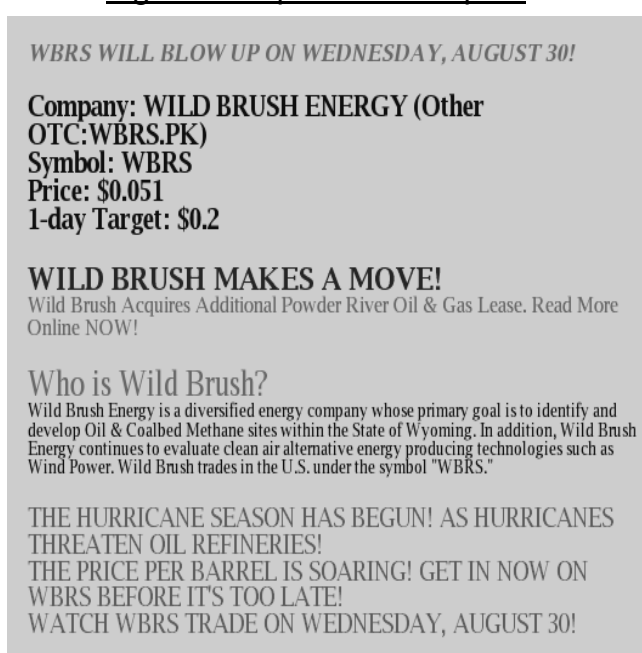 WBRS WILL BLOW UP ON WEDNESDAY, AUGUST 30!
Company: WILD BRUSH ENERGY (Other
OTC:WBRS.PK)
Symbol: WBRS
Price: $0.051
1-day Target: $0.2
WILD BRUSH MAKES A MOVE!
Wild Brush Acquires Additional Powder River Oil & Gas Lease. Read More
Online NOW!
Who is Wild Brush?
Wild Brush Energy is a diversified energy company whose primary goal is to identify and
develop Oil & Coalbed Methane sites within the State of Wyoming. In addition, Wild Brush
Energy continues to evaluate clean air alternative energy producing technologies such as
Wind Power. Wild Brush trades in the U.S. under the symbol "WBRS."
THE HURRICANE SEASON HAS BEGUN! AS HURRICANES
THREATEN OIL REFINERIES!
THE PRICE PER BARREL IS SOARING! GET IN NOW ON
WBRS BEFORE IT'S TOO LATE!
WATCH WBRS TRADE ON WEDNESDAY, AUGUST 30!